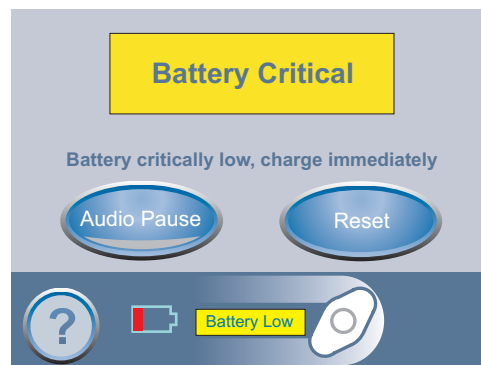 Battery Critical
Battery critically low, charge immediately
Audio Pause
Reset
?
Battery Low